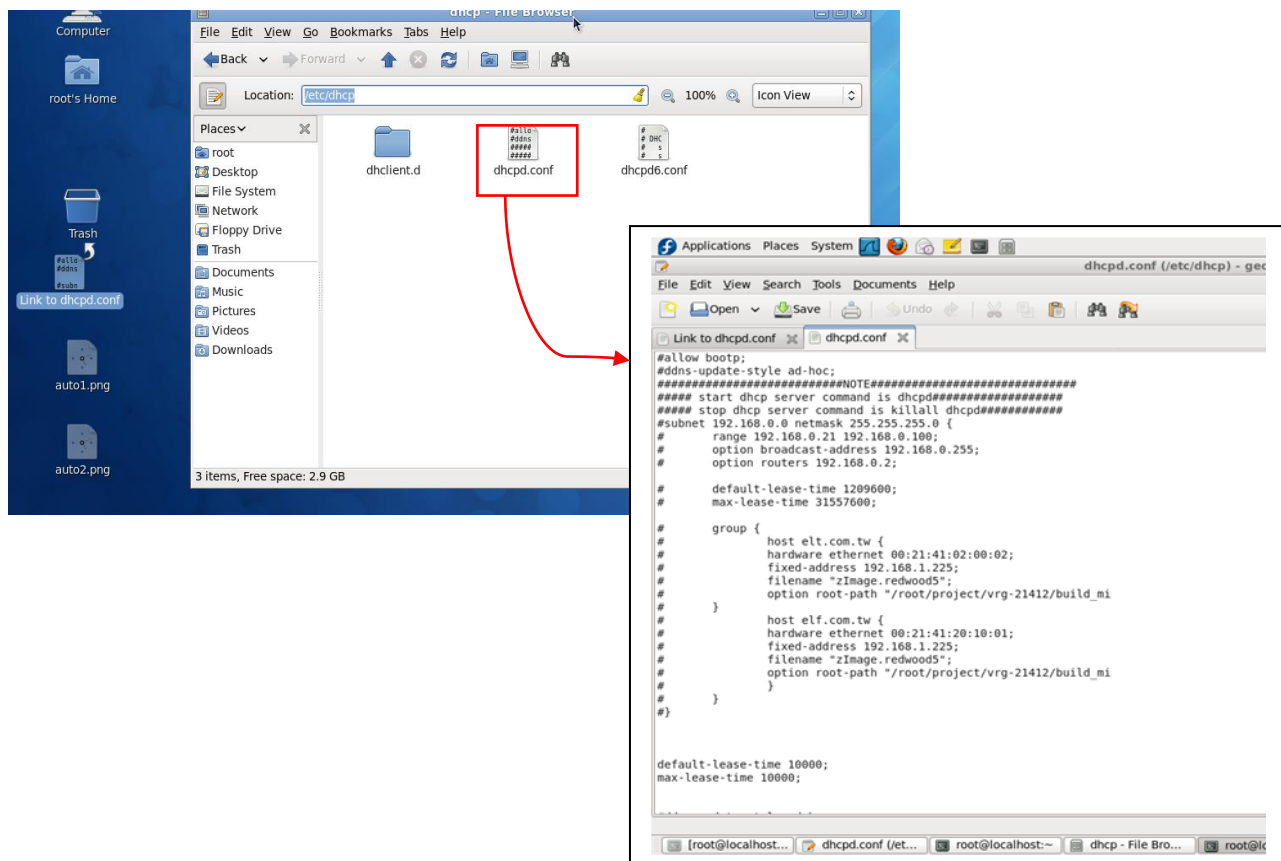 dhcp - File Browser
Computer
File Edit View Go Bookmarks Tabs Help
Back Forward
root's Home
Location: /etc/dhcp 100% Icon View
Places
root
Desktop
File System
Network
Floppy Drive
Trash
Documents
Music
Pictures
Videos
Downloads
#allo
#ddns
#####
#####
#
# DHC
# s
# s
dhclient.d dhcpd.conf dhcpd6.conf
3 items, Free space: 2.9 GB
Trash
#allo
#ddns
#subn
Link to dhcpd.conf
auto1.png
auto2.png
Applications Places System
dhcpd.conf (/etc/dhcp) - ged
File Edit View Search Tools Documents Help
Open Save Undo
Link to dhcpd.conf dhcpd.conf
#allow bootp;
#ddns-update-style ad-hoc;
###########################NOTE##############################
##### start dhcp server command is dhcpd###################
##### stop dhcp server command is killall dhcpd############
#subnet 192.168.0.0 netmask 255.255.255.0 {
# range 192.168.0.21 192.168.0.100;
# option broadcast-address 192.168.0.255;
# option routers 192.168.0.2;
# default-lease-time 1209600;
# max-lease-time 31557600;
# group {
# host elt.com.tw {
# hardware ethernet 00:21:41:02:00:02;
# fixed-address 192.168.1.225;
# filename "zImage.redwood5";
# option root-path "/root/project/vrg-21412/build_mi
# }
# host elf.com.tw {
# hardware ethernet 00:21:41:20:10:01;
# fixed-address 192.168.1.225;
# filename "zImage.redwood5";
# option root-path "/root/project/vrg-21412/build_mi
# }
# }
#}
default-lease-time 10000;
max-lease-time 10000;
[root@localhost... dhcpd.conf (/et... root@localhost:~ dhcp - File Bro... root@lo